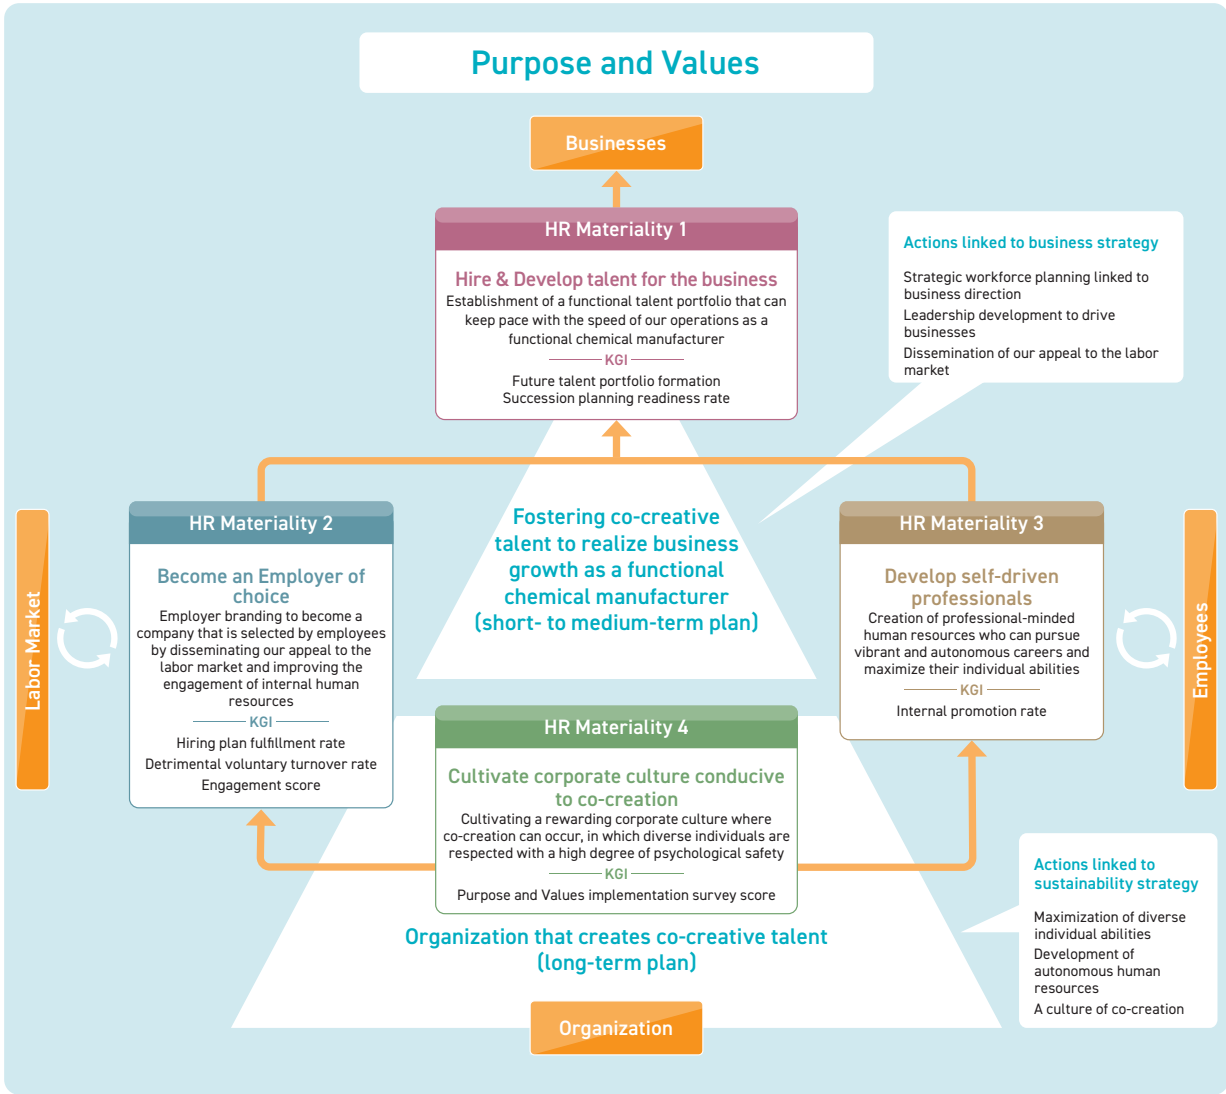 Purpose and Values
Businesses
HR Materiality 1
Hire & Develop talent for the business
Establishment of a functional talent portfolio that can
keep pace with the speed of our operations as a
functional chemical manufacturer
KGI
Future talent portfolio formation
Succession planning readiness rate
Actions linked to business strategy
Strategic workforce planning linked to
business direction
Leadership development to drive
businesses
Dissemination of our appeal to the labor
market
Fostering co-creative
talent to realize business
growth as a functional
chemical manufacturer
(short- to medium-term plan)
Labor Market
HR Materiality 2
Become an Employer of
choice
Employer branding to become a
company that is selected by employees
by disseminating our appeal to the
labor market and improving the
engagement of internal human
resources
KGI
Hiring plan fulfillment rate
Detrimental voluntary turnover rate
Engagement score
HR Materiality 3
Develop self-driven
professionals
Creation of professional-minded
human resources who can pursue
vibrant and autonomous careers and
maximize their individual abilities
KGI
Internal promotion rate
Employees
HR Materiality 4
Cultivate corporate culture conducive
to co-creation
Cultivating a rewarding corporate culture where
co-creation can occur, in which diverse individuals are
respected with a high degree of psychological safety
KGI
Purpose and Values implementation survey score
Organization that creates co-creative talent
(long-term plan)
Organization
Actions linked to
sustainability strategy
Maximization of diverse
individual abilities
Development of
autonomous human
resources
A culture of co-creation